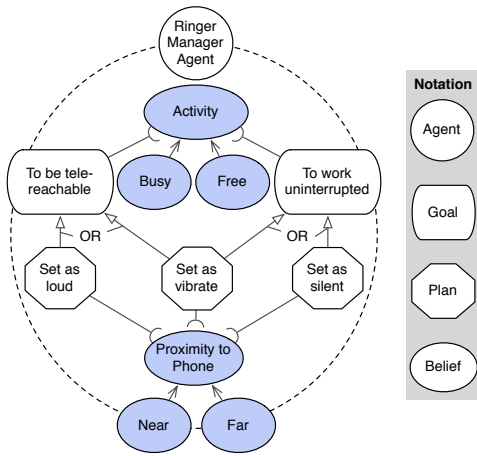 Ringer
Manager
Agent
Activity
Busy
Free
To be tele-
reachable
To work
uninterrupted
OR
OR
Set as
loud
Set as
vibrate
Set as
silent
Proximity to
Phone
Near
Far
Notation
Agent
Goal
Plan
Belief